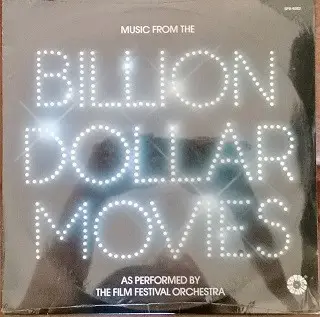 MUSIC FROM THE
BILLION
DOLLAR
MOVIES
AS PERFORMED BY
THE FILM FESTIVAL ORCHESTRA